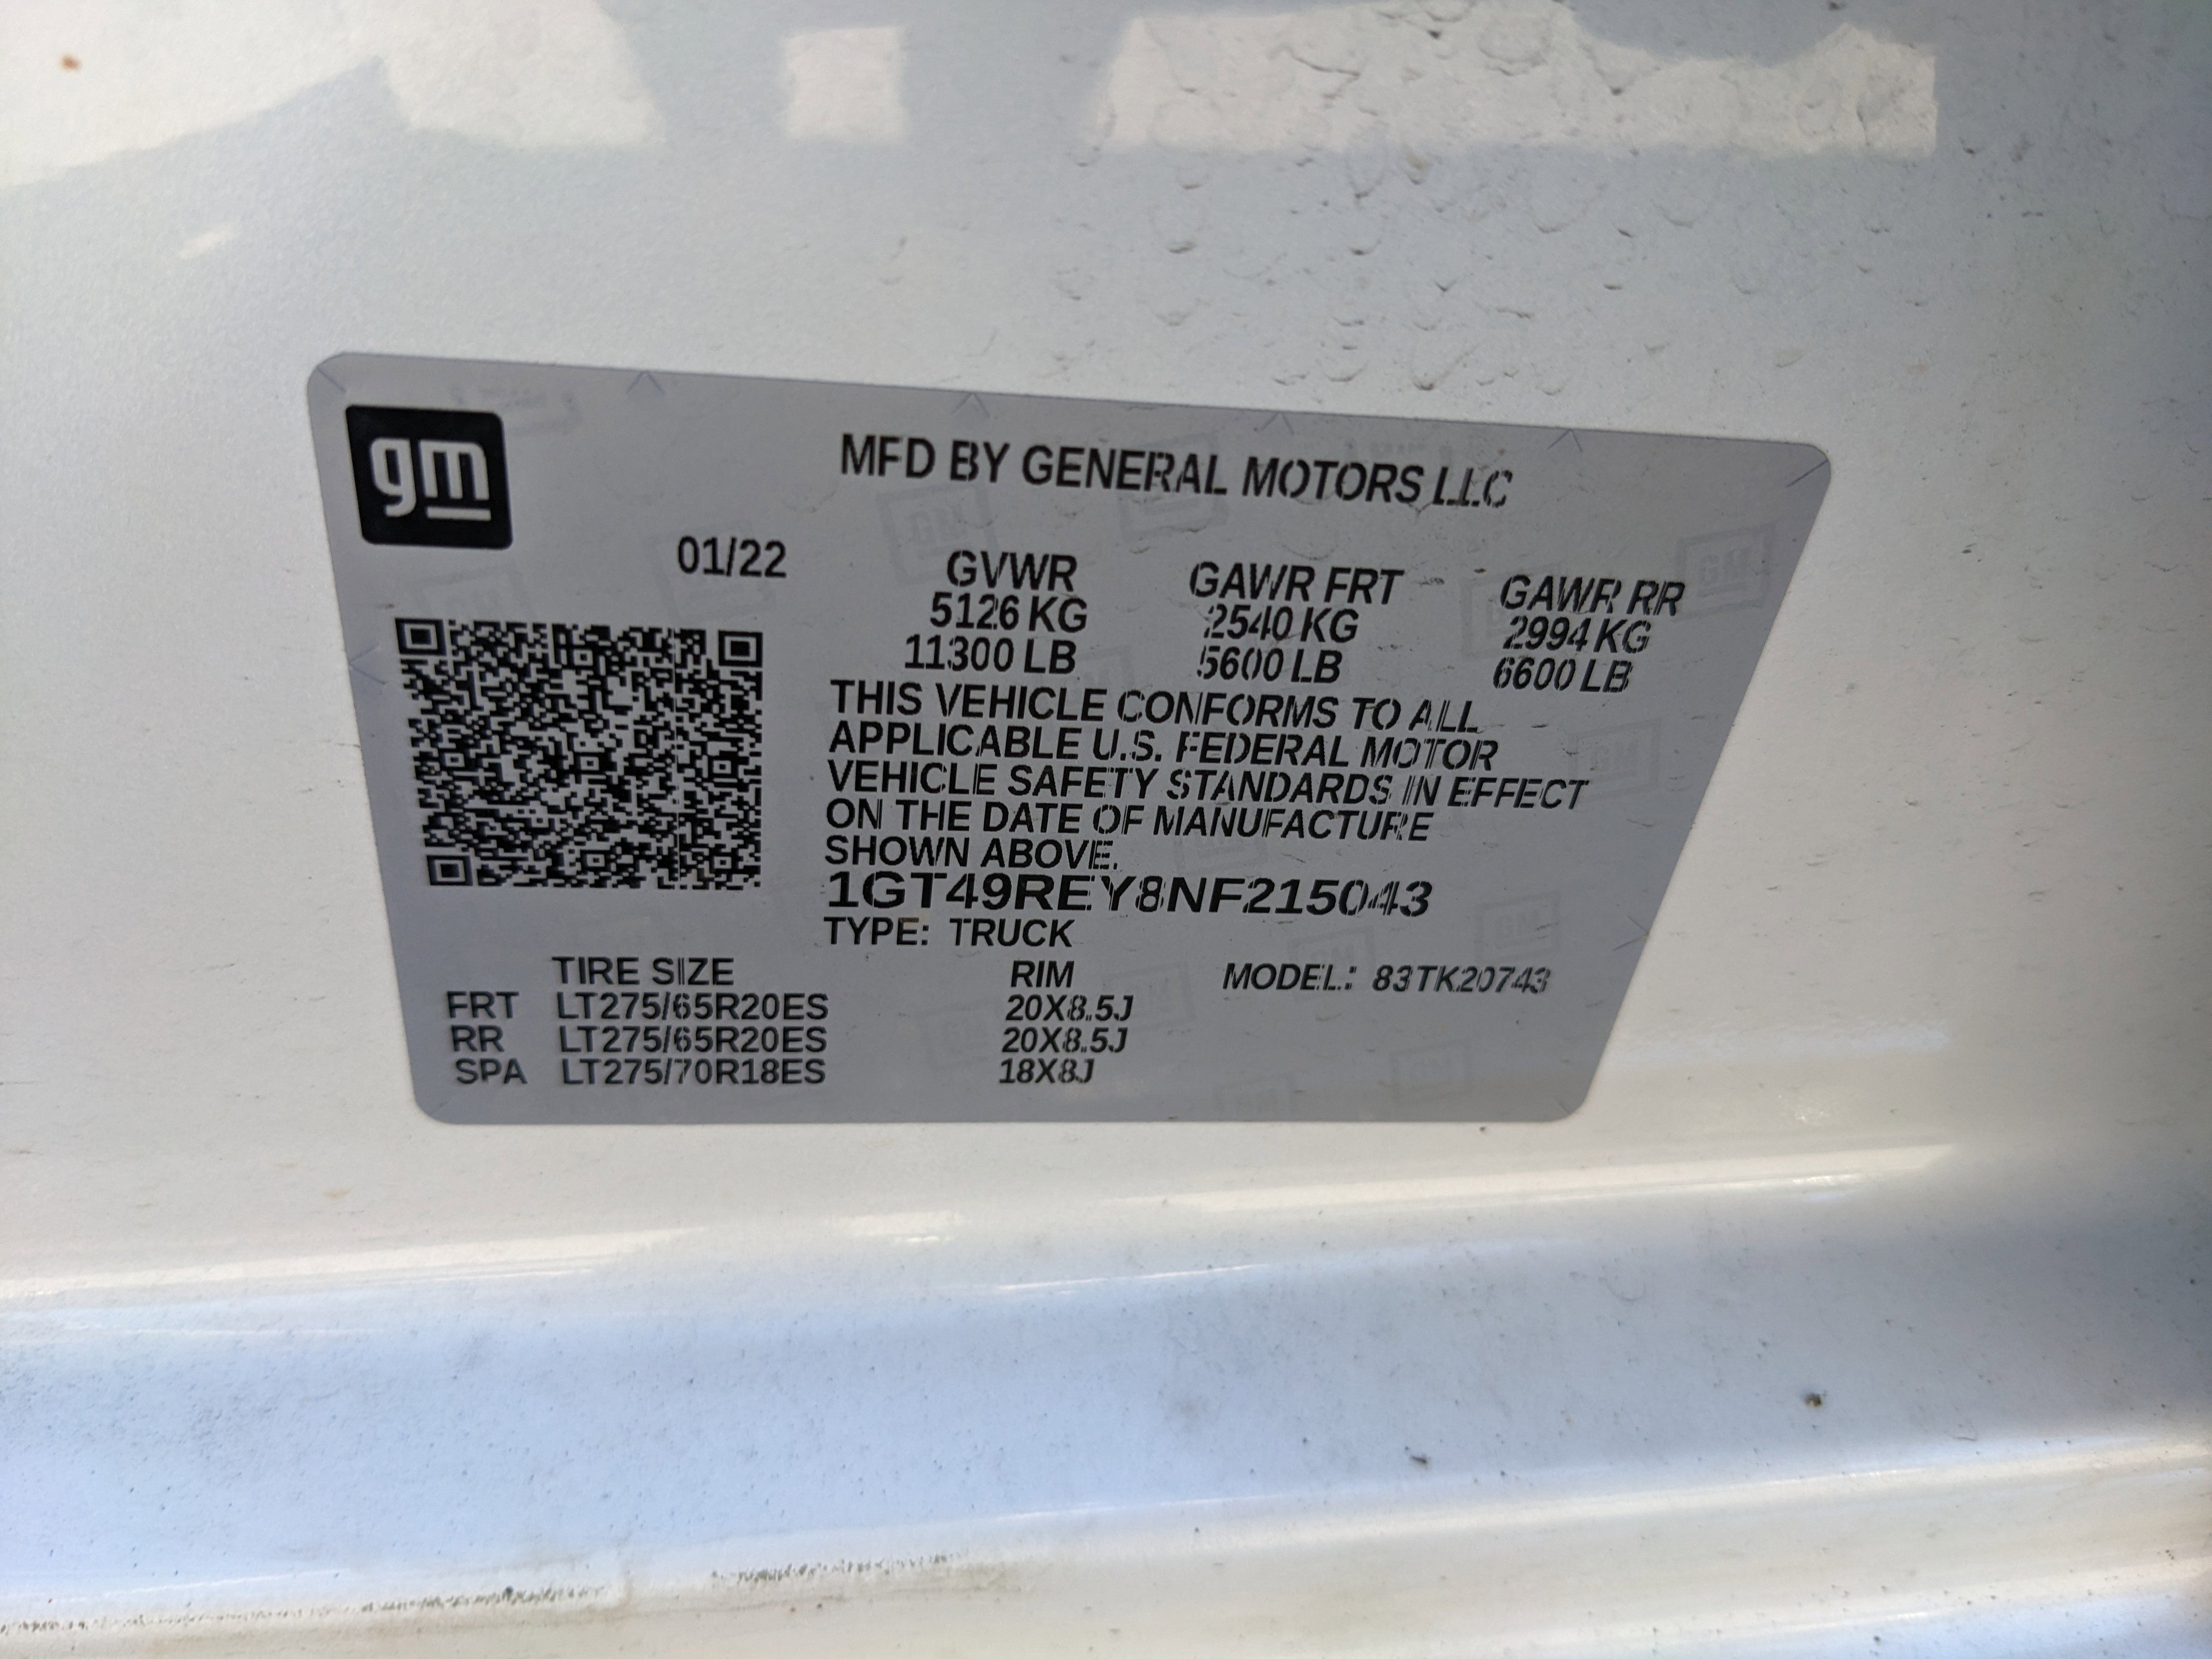 gm
MFD BY GENERAL MOTORS LLC
01/22
GVWR GAWR FRT GAWR RR
5126 KG 2540 KG 2994 KG
11300 LB 5600 LB 6600 LB
THIS VEHICLE CONFORMS TO ALL
APPLICABLE U.S. FEDERAL MOTOR
VEHICLE SAFETY STANDARDS IN EFFECT
ON THE DATE OF MANUFACTURE
SHOWN ABOVE.
1GT49REY8NF215043
TYPE: TRUCK
TIRE SIZE RIM MODEL: 83TK20743
FRT LT275/65R20ES 20X8.5J
RR LT275/65R20ES 20X8.5J
SPA LT275/70R18ES 18X8J